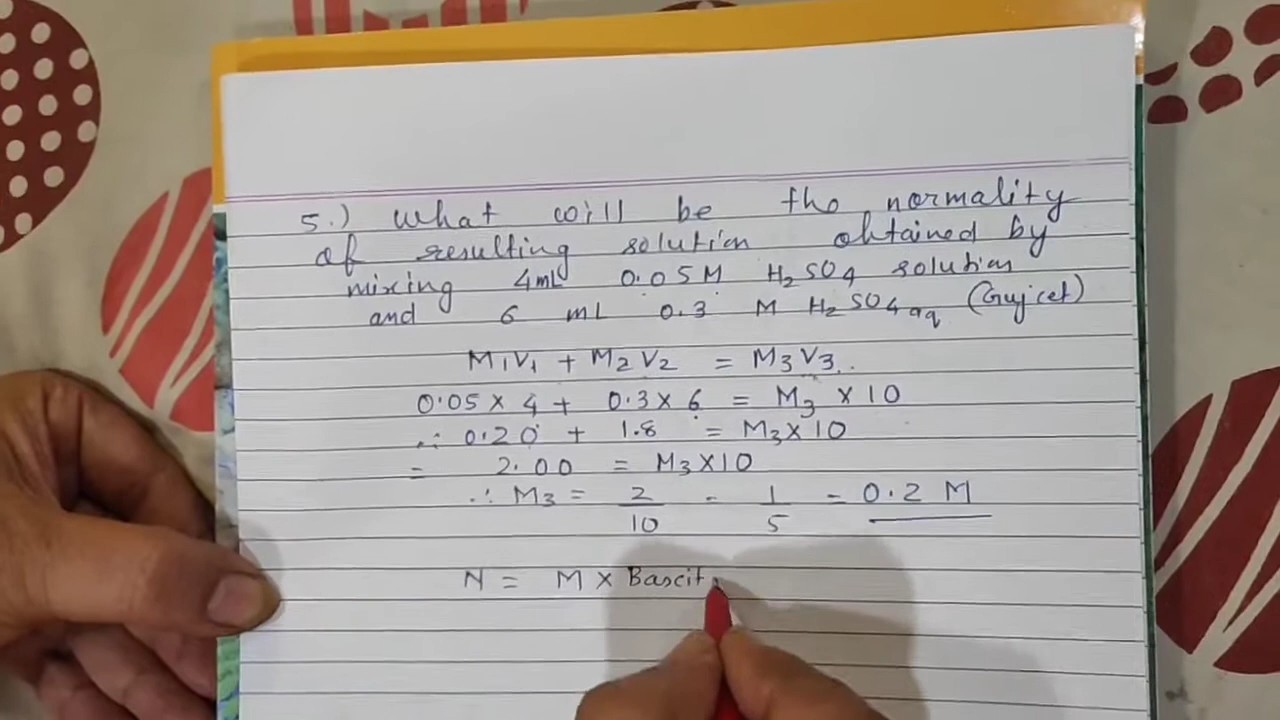 5.) What will be the normality
of resulting solution obtained by
mixing 4mL 0.05M H₂SO₄ solution
and 6 mL 0.3 M H₂SO₄ aq (Gujcet)
M₁V₁ + M₂V₂ = M₃V₃.
0.05 × 4 + 0.3 × 6 = M₃ × 10
∴ 0.20 + 1.8 = M₃×10
= 2.00 = M₃×10
∴ M₃ = 2/10 = 1/5 = 0.2 M
N = M × Bascit